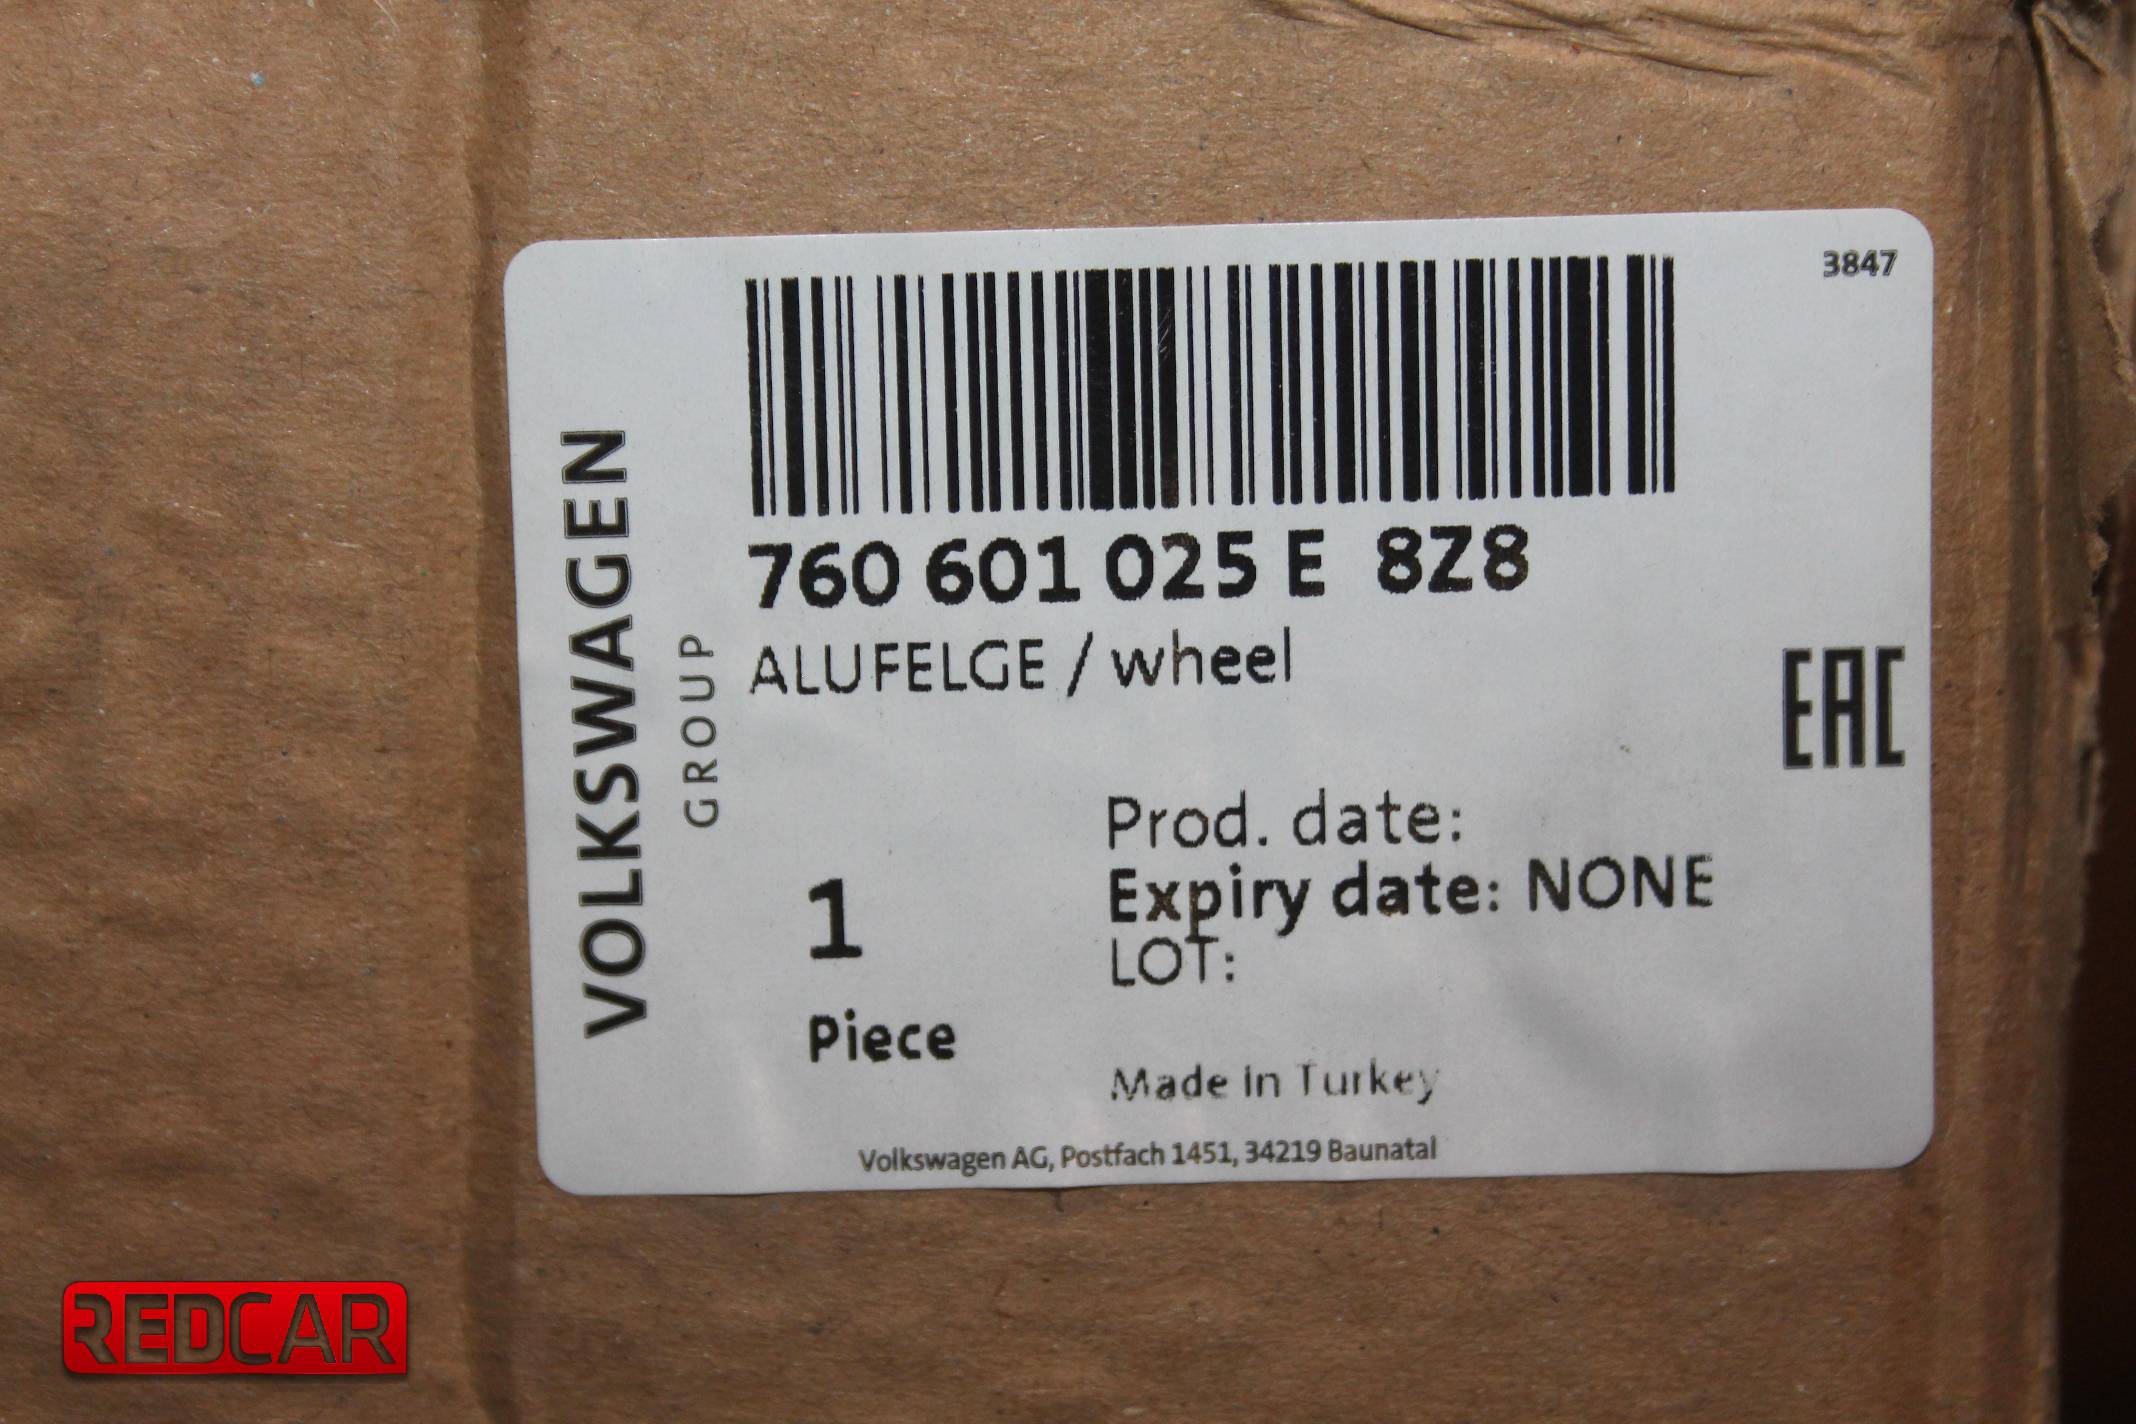 3847
VOLKSWAGEN
GROUP
760 601 025 E 8Z8
ALUFELGE / wheel
EAC
Prod. date:
Expiry date: NONE
LOT:
1
Piece
Made in Turkey
Volkswagen AG, Postfach 1451, 34219 Baunatal
REDCAR